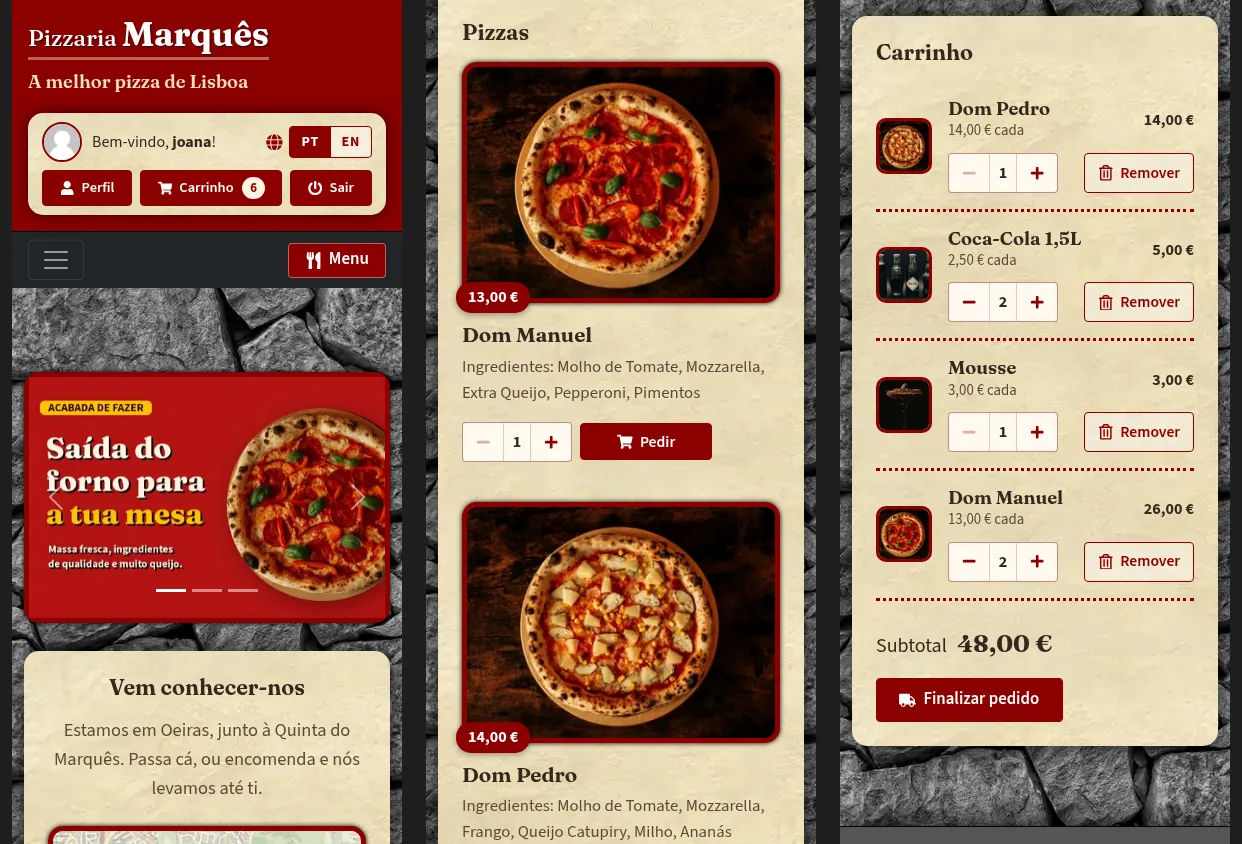 Pizzaria Marquês
A melhor pizza de Lisboa
Bem-vindo, joana!
PT
EN
Perfil
Carrinho 6
Sair
Menu
ACABADA DE FAZER
Saída do
forno para
a tua mesa
Massa fresca, ingredientes
de qualidade e muito queijo.
Vem conhecer-nos
Estamos em Oeiras, junto à Quinta do
Marquês. Passa cá, ou encomenda e nós
levamos até ti.
Pizzas
13,00 €
Dom Manuel
Ingredientes: Molho de Tomate, Mozzarella,
Extra Queijo, Pepperoni, Pimentos
1
Pedir
14,00 €
Dom Pedro
Ingredientes: Molho de Tomate, Mozzarella,
Frango, Queijo Catupiry, Milho, Ananás
Carrinho
Dom Pedro
14,00 € cada
14,00 €
1
Remover
Coca-Cola 1,5L
2,50 € cada
5,00 €
2
Remover
Mousse
3,00 € cada
3,00 €
1
Remover
Dom Manuel
13,00 € cada
26,00 €
2
Remover
Subtotal 48,00 €
Finalizar pedido